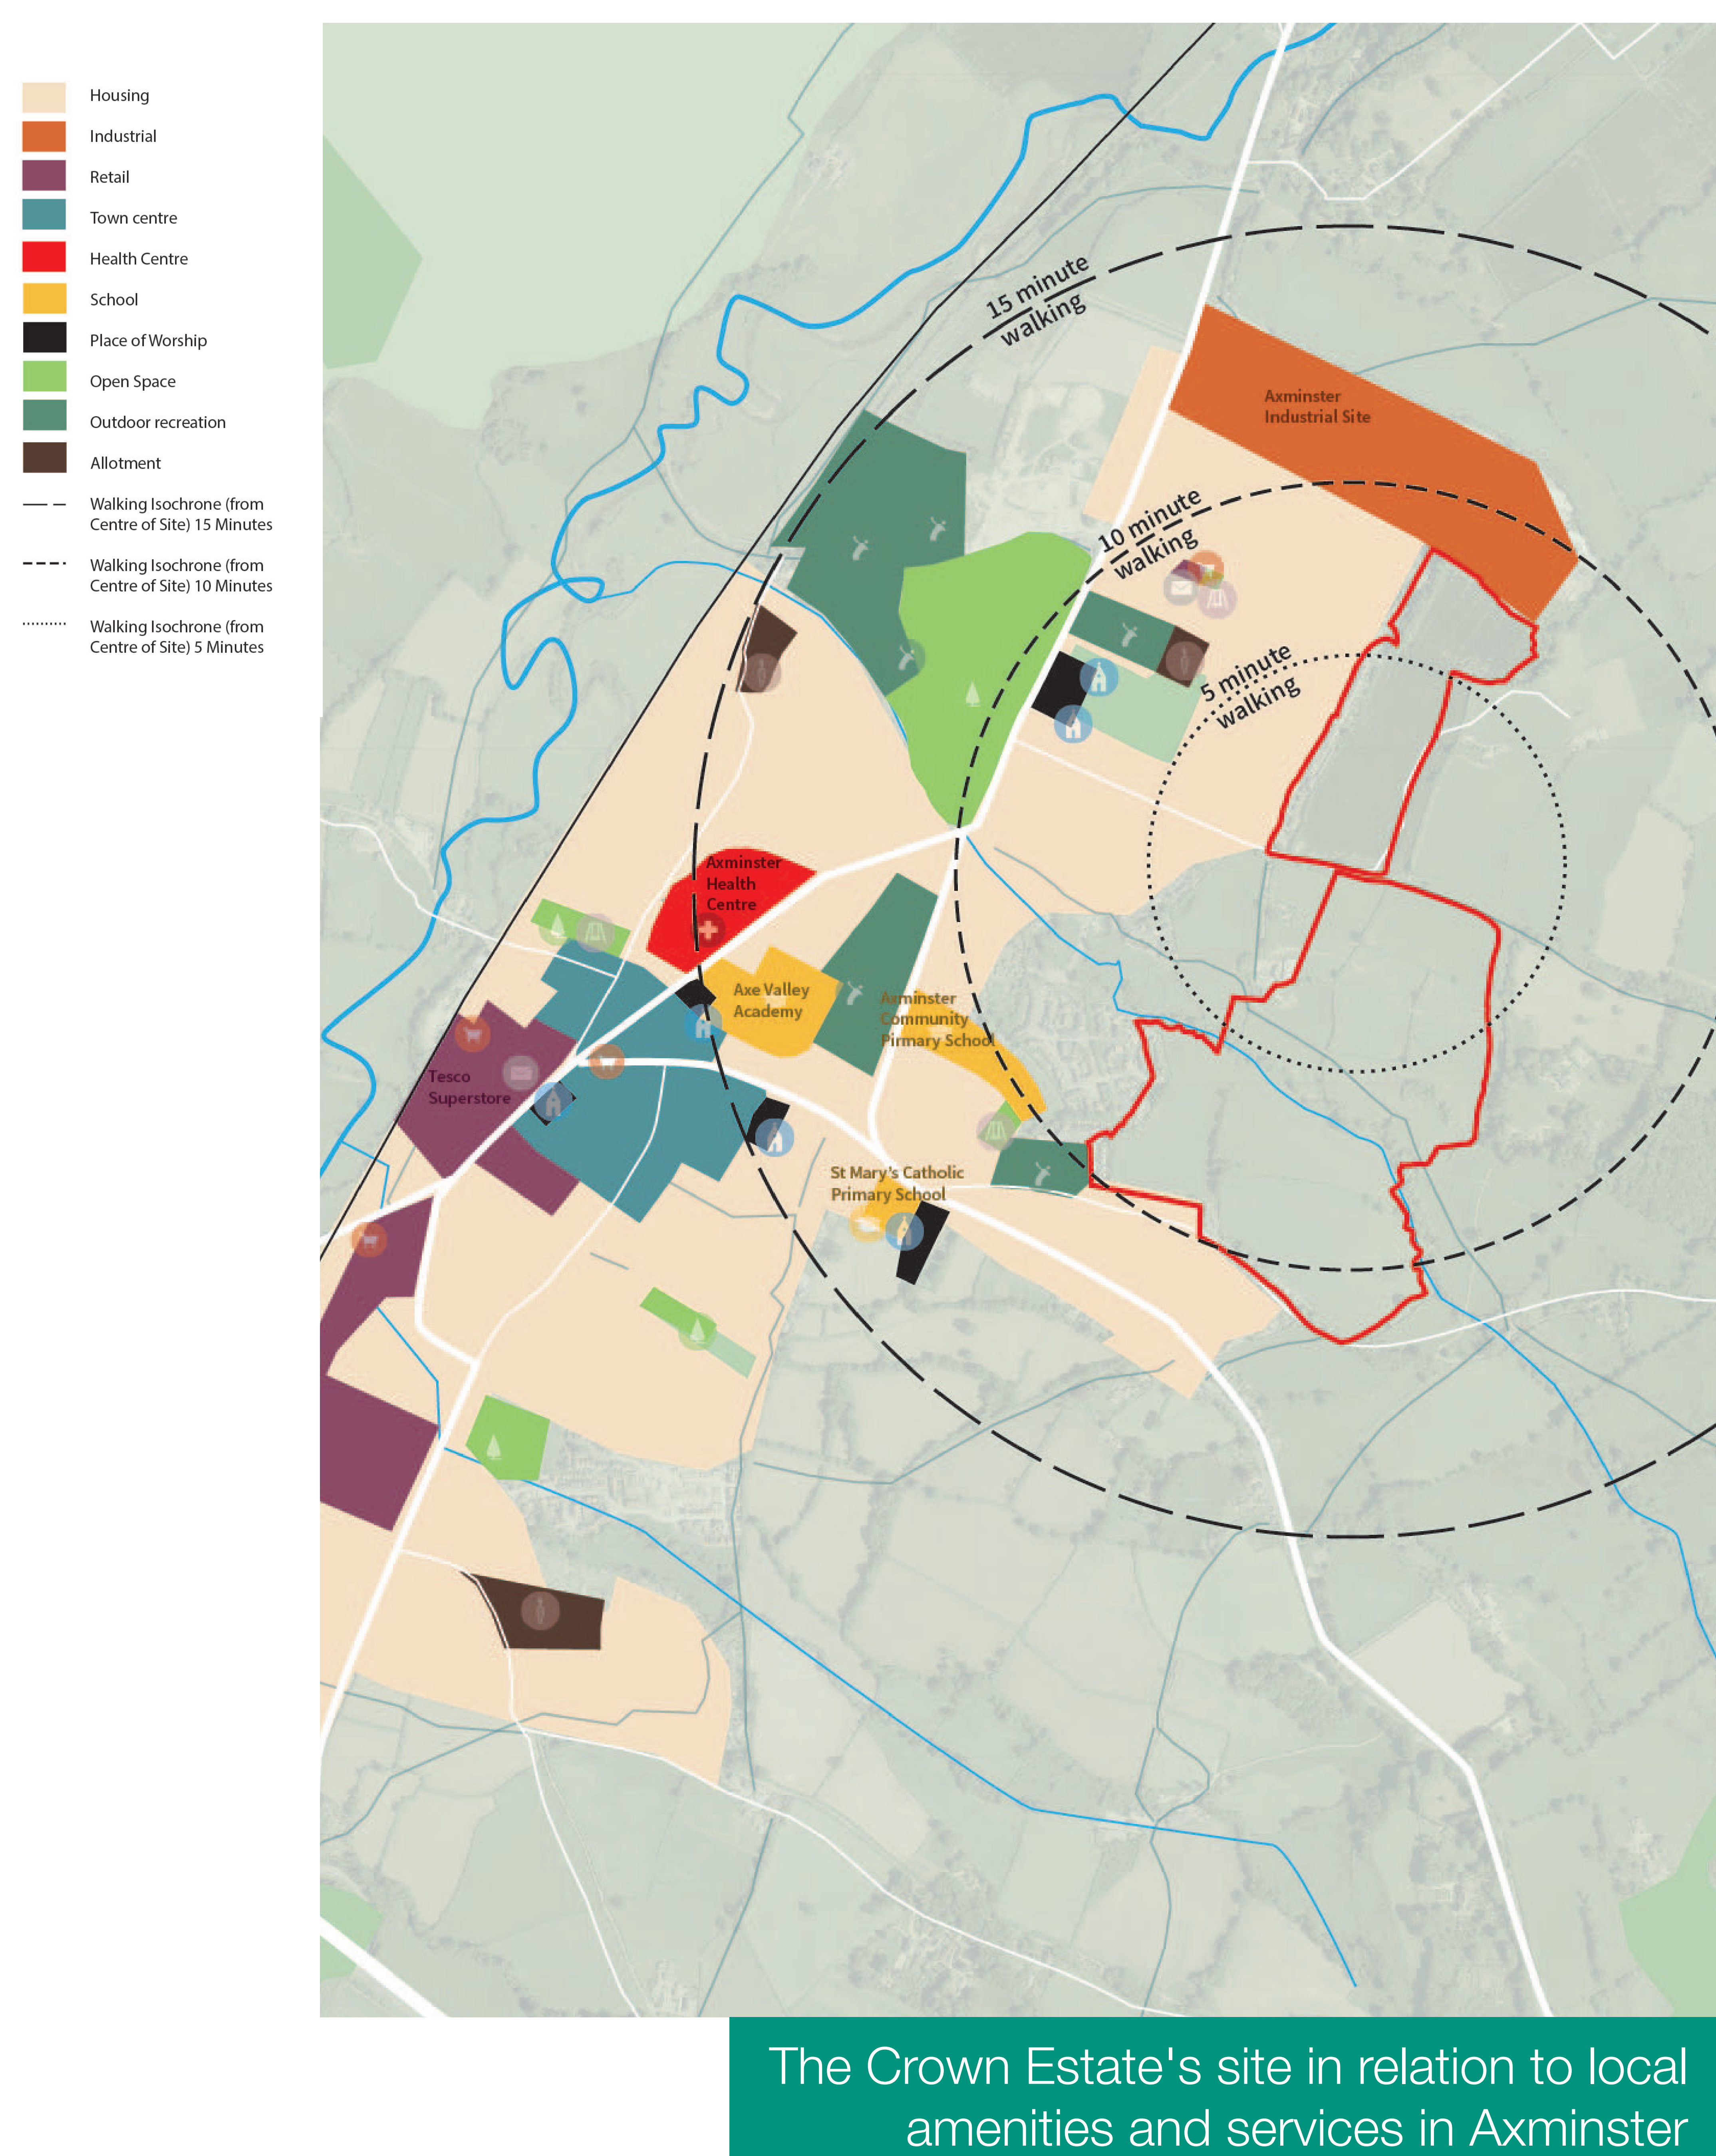 Housing
Industrial
Retail
Town centre
Health Centre
School
Place of Worship
Open Space
Outdoor recreation
Allotment
Walking Isochrone (from
Centre of Site) 15 Minutes
Walking Isochrone (from
Centre of Site) 10 Minutes
Walking Isochrone (from
Centre of Site) 5 Minutes
15 minute
walking
Axminster
Industrial Site
10 minute
walking
5 minute
walking
Axminster
Health
Centre
Axe Valley
Academy
Axminster
Community
Pirmary School
Tesco
Superstore
St Mary's Catholic
Primary School
The Crown Estate's site in relation to local
amenities and services in Axminster